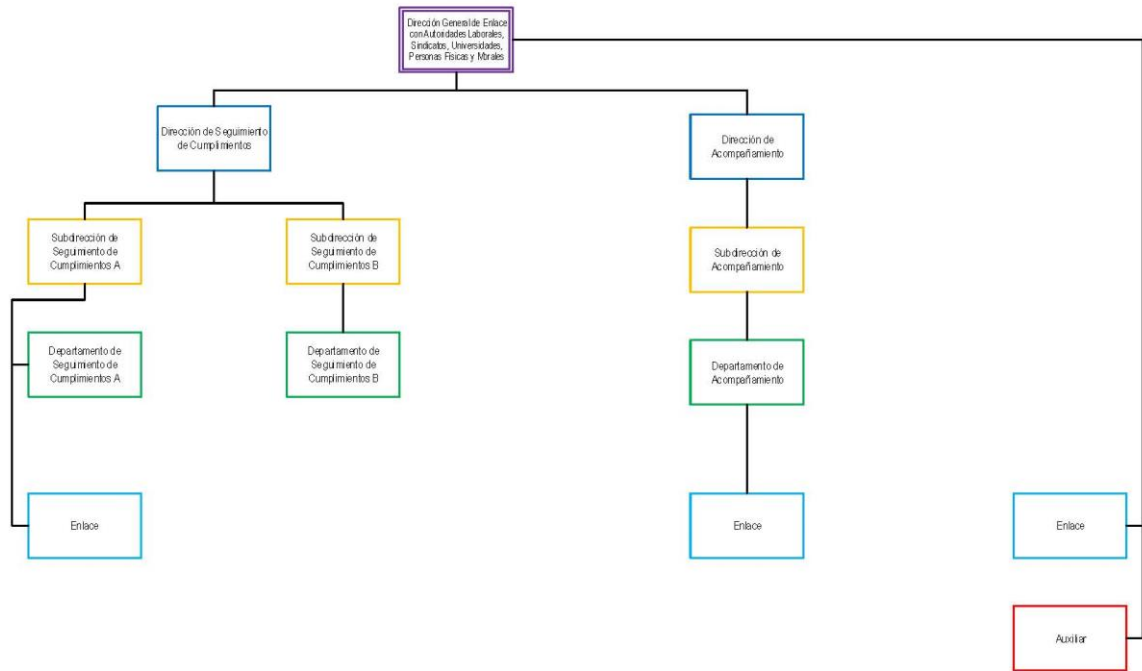 Dirección General de Enlace
con Autoridades Laborales,
Sindicatos, Universidades,
Personas Físicas y Morales
Dirección de Seguimiento
de Cumplimientos
Dirección de
Acompañamiento
Subdirección de
Seguimiento de
Cumplimientos A
Subdirección de
Seguimiento de
Cumplimientos B
Subdirección de
Acompañamiento
Departamento de
Seguimiento de
Cumplimientos A
Departamento de
Seguimiento de
Cumplimientos B
Departamento de
Acompañamiento
Enlace
Enlace
Enlace
Auxiliar